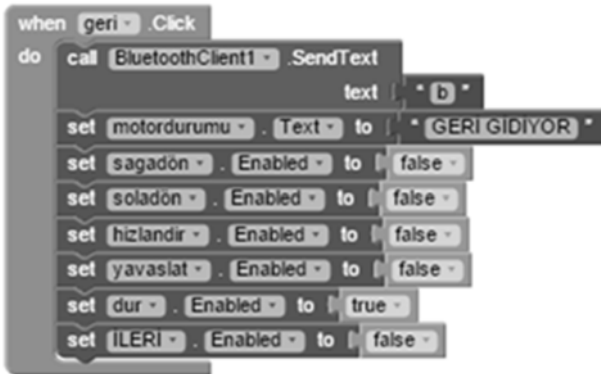 when geri .Click
do call BluetoothClient1 .SendText
text "b"
set motordurumu . Text to "GERI GIDIYOR"
set sagadön . Enabled to false
set soladön . Enabled to false
set hizlandir . Enabled to false
set yavaslat . Enabled to false
set dur . Enabled to true
set İLERİ . Enabled to false